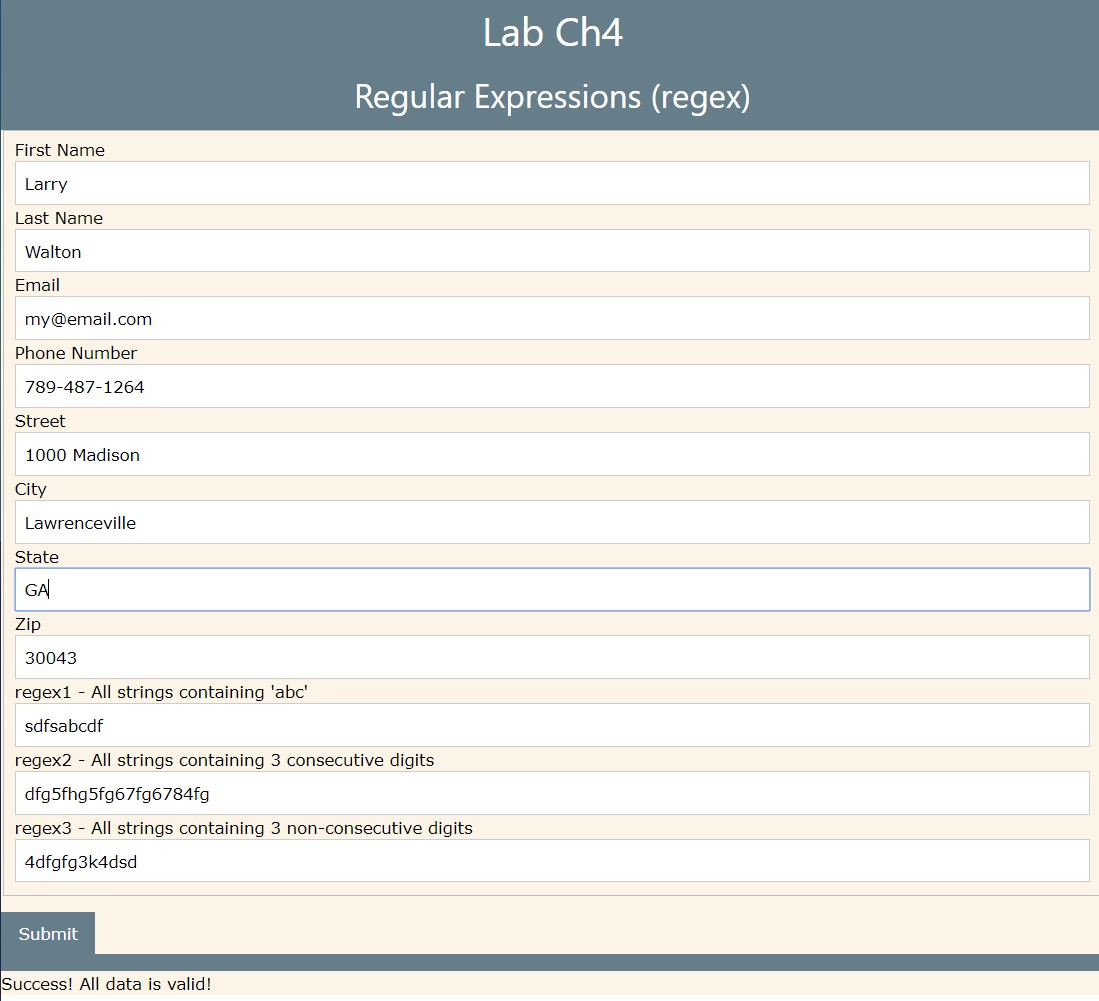 Lab Ch4
Regular Expressions (regex)
First Name
Larry
Last Name
Walton
Email
my@email.com
Phone Number
789-487-1264
Street
1000 Madison
City
Lawrenceville
State
GA
Zip
30043
regex1 - All strings containing 'abc'
sdfsabcdf
regex2 - All strings containing 3 consecutive digits
dfg5fhg5fg67fg6784fg
regex3 - All strings containing 3 non-consecutive digits
4dfgfg3k4dsd
Submit
Success! All data is valid!